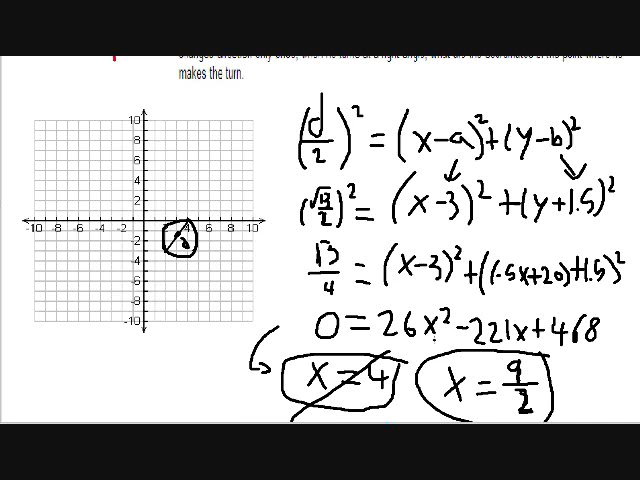 makes the turn.
(d/2)² = (x-a)² + (y-b)²
(√13/2)² = (x-3)² + (y+1.5)²
13/4 = (x-3)² + ((-5x+20)+1.5)²
0 = 26x² - 221x + 468
x = 4 x = 9/2
10
8
6
4
2
-10 -8 -6 -4 -2 2 4 6 8 10
-2
-4
-6
-8
-10